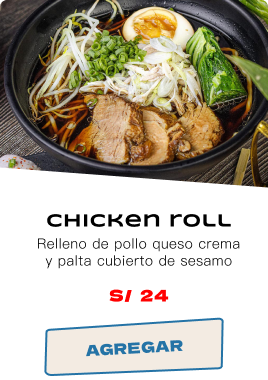 CHICKEN ROLL
Relleno de pollo queso crema
y palta cubierto de sesamo
S/ 24
AGREGAR